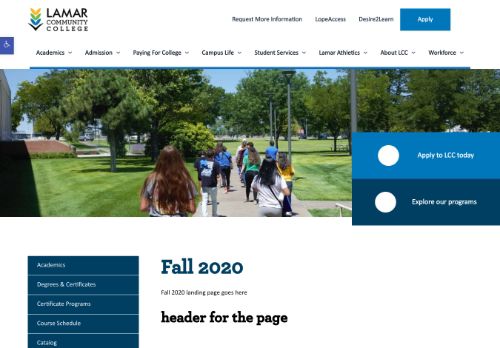 LAMAR
COMMUNITY
COLLEGE
Request More Information LopeAccess Desire2Learn Apply
Academics Admission Paying For College Campus Life Student Services Lamar Athletics About LCC Workforce
Apply to LCC today
Explore our programs
Academics
Degrees & Certificates
Certificate Programs
Course Schedule
Catalog
Fall 2020
Fall 2020 landing page goes here
header for the page